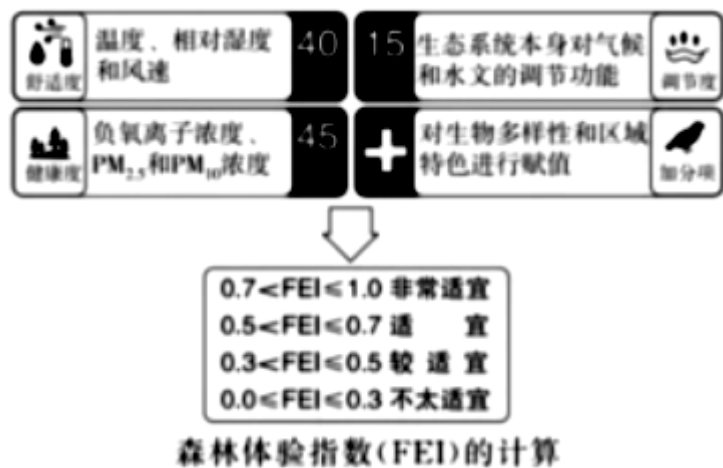 舒适度
温度、相对湿度
和风速
40
15
生态系统本身对气候
和水文的调节功能
调节度
健康度
负氧离子浓度、
PM2.5和PM10浓度
45
+
对生物多样性和区域
特色进行赋值
加分项
0.7<FEI≤1.0 非常适宜
0.5<FEI≤0.7 适 宜
0.3<FEI≤0.5 较 适 宜
0.0≤FEI≤0.3 不太适宜
森林体验指数(FEI)的计算